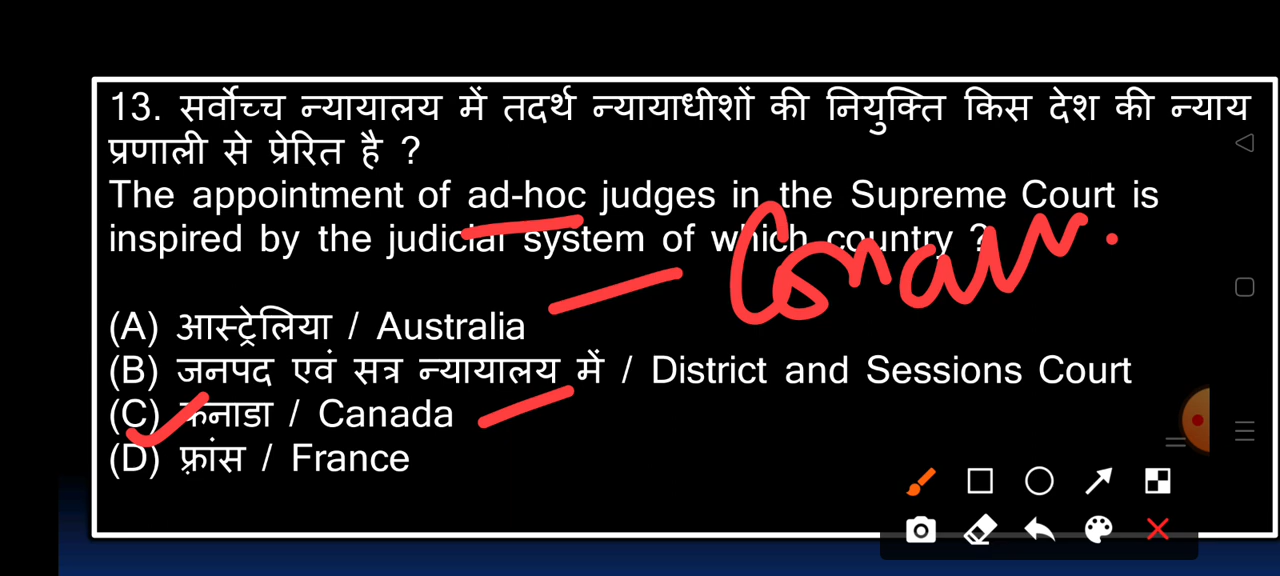 13. सर्वोच्च न्यायालय में तदर्थ न्यायाधीशों की नियुक्ति किस देश की न्याय
प्रणाली से प्रेरित है ?
The appointment of ad-hoc judges in the Supreme Court is
inspired by the judicial system of which country ?
(A) आस्ट्रेलिया / Australia
(B) जनपद एवं सत्र न्यायालय में / District and Sessions Court
(C) कनाडा / Canada
(D) फ़्रांस / France